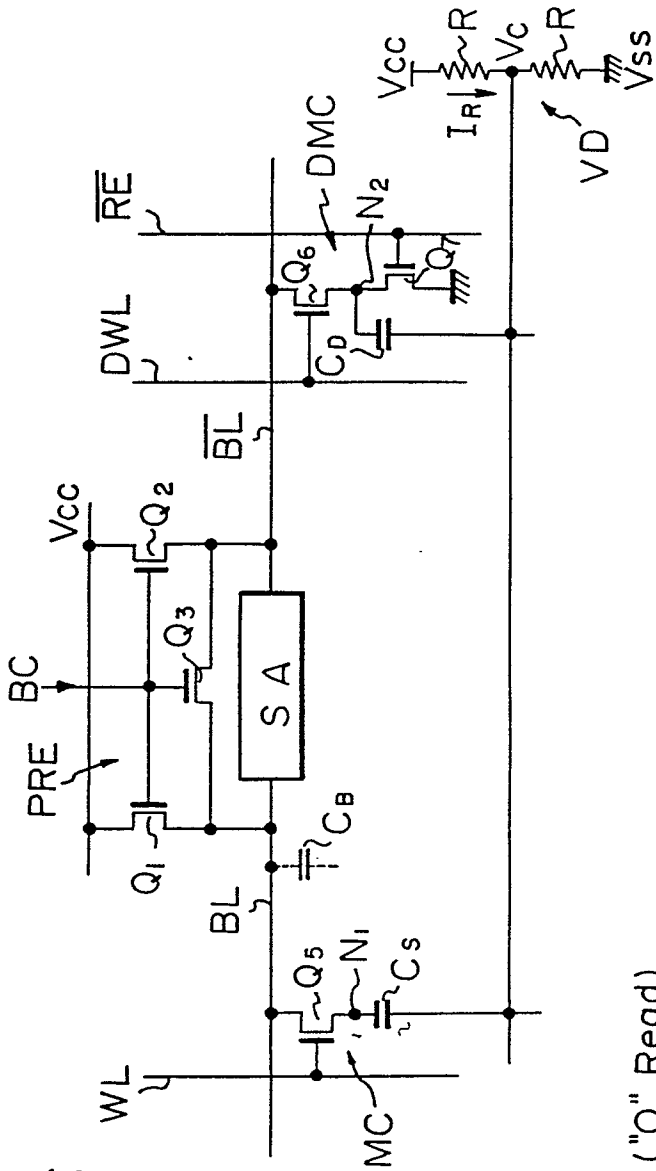 BC
PRE
Vcc
Q1
Q2
Q3
SA
BL
CB
WL
Q5
N1
CS
MC
BL
DWL
RE
Q6
DMC
CD
N2
Q7
Vcc
IR
R
VC
R
VD
Vss
("0" Read)